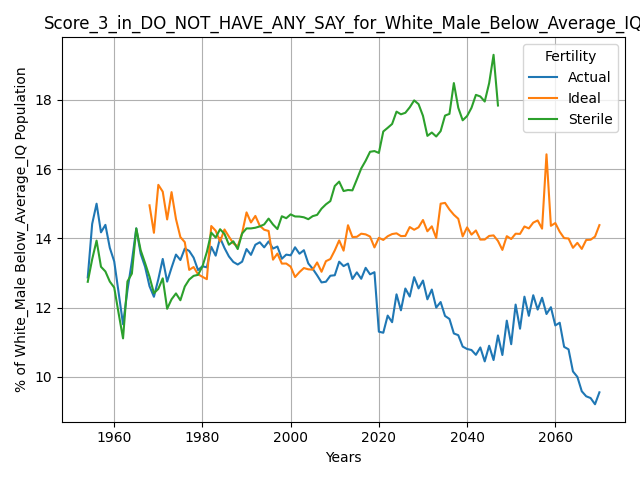 Score_3_in_DO_NOT_HAVE_ANY_SAY_for_White_Male_Below_Average_IQ
Fertility
Actual
Ideal
Sterile
% of White_Male Below_Average_IQ Population
18
16
14
12
10
1960
1980
2000
2020
2040
2060
Years